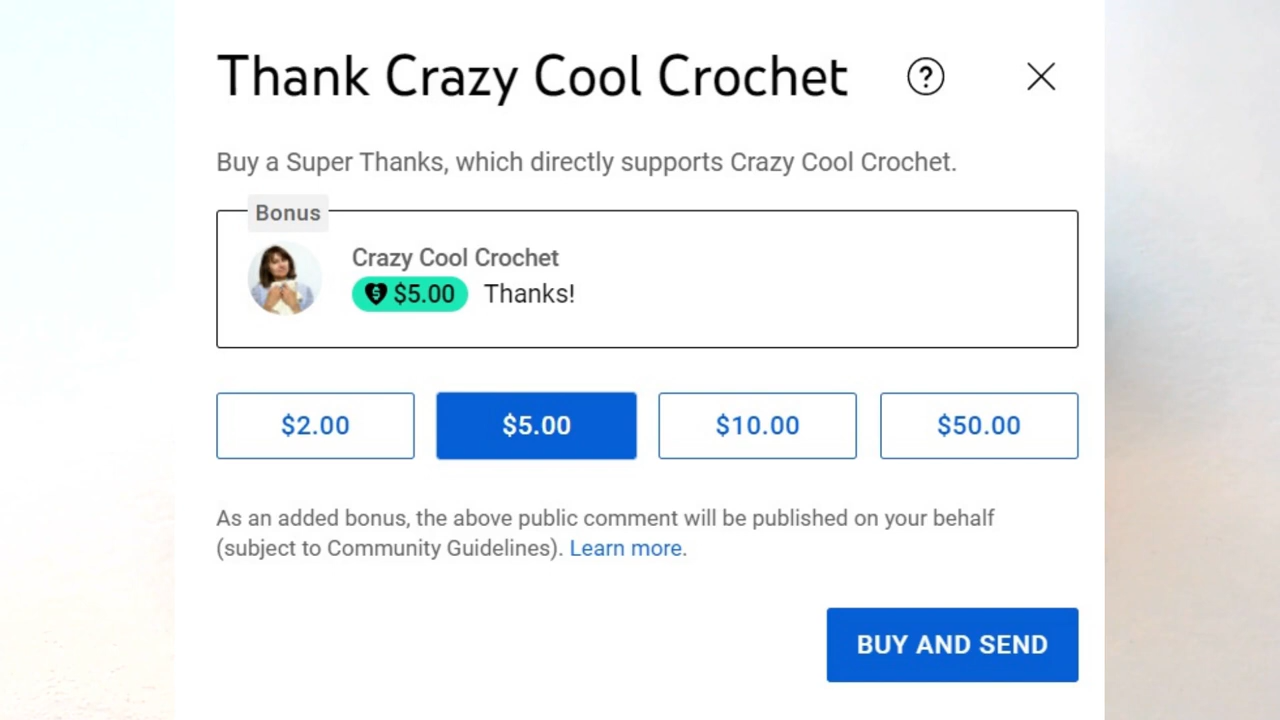 Thank Crazy Cool Crochet
Buy a Super Thanks, which directly supports Crazy Cool Crochet.
Bonus
Crazy Cool Crochet
$5.00 Thanks!
$2.00 $5.00 $10.00 $50.00
As an added bonus, the above public comment will be published on your behalf
(subject to Community Guidelines). Learn more.
BUY AND SEND